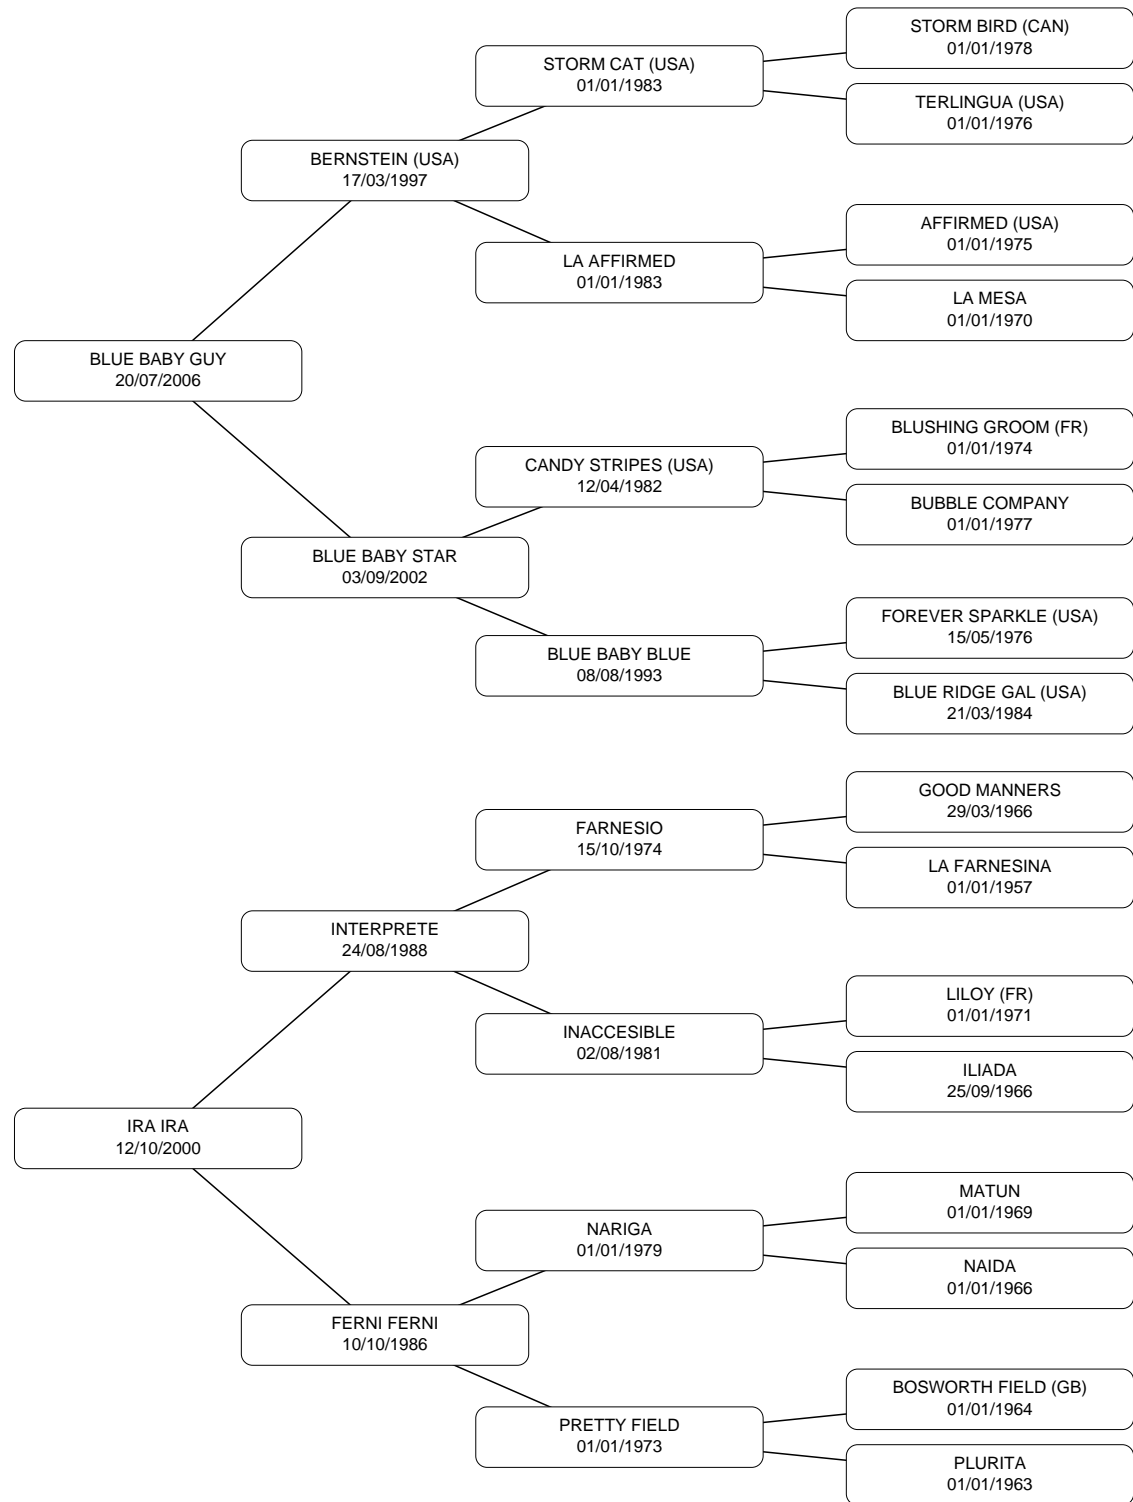 STORM BIRD (CAN)
01/01/1978
STORM CAT (USA)
01/01/1983
TERLINGUA (USA)
01/01/1976
BERNSTEIN (USA)
17/03/1997
AFFIRMED (USA)
01/01/1975
LA AFFIRMED
01/01/1983
LA MESA
01/01/1970
BLUE BABY GUY
20/07/2006
BLUSHING GROOM (FR)
01/01/1974
CANDY STRIPES (USA)
12/04/1982
BUBBLE COMPANY
01/01/1977
BLUE BABY STAR
03/09/2002
FOREVER SPARKLE (USA)
15/05/1976
BLUE BABY BLUE
08/08/1993
BLUE RIDGE GAL (USA)
21/03/1984
GOOD MANNERS
29/03/1966
FARNESIO
15/10/1974
LA FARNESINA
01/01/1957
INTERPRETE
24/08/1988
LILOY (FR)
01/01/1971
INACCESIBLE
02/08/1981
ILIADA
25/09/1966
IRA IRA
12/10/2000
MATUN
01/01/1969
NARIGA
01/01/1979
NAIDA
01/01/1966
FERNI FERNI
10/10/1986
BOSWORTH FIELD (GB)
01/01/1964
PRETTY FIELD
01/01/1973
PLURITA
01/01/1963